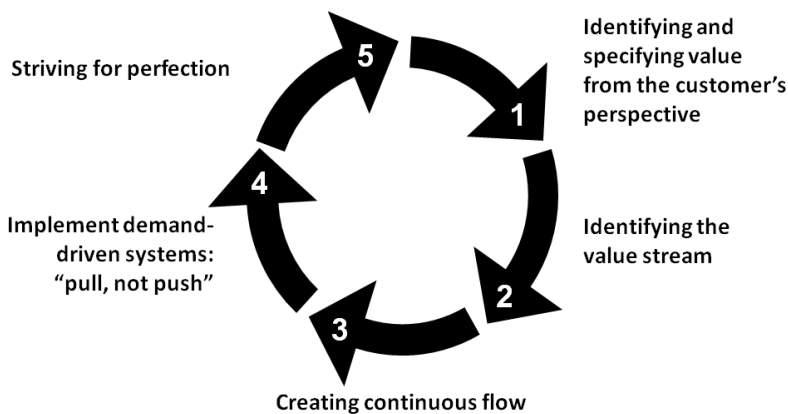 1
Identifying and
specifying value
from the customer's
perspective
2
Identifying the
value stream
3
Creating continuous flow
4
Implement demand-
driven systems:
“pull, not push”
5
Striving for perfection